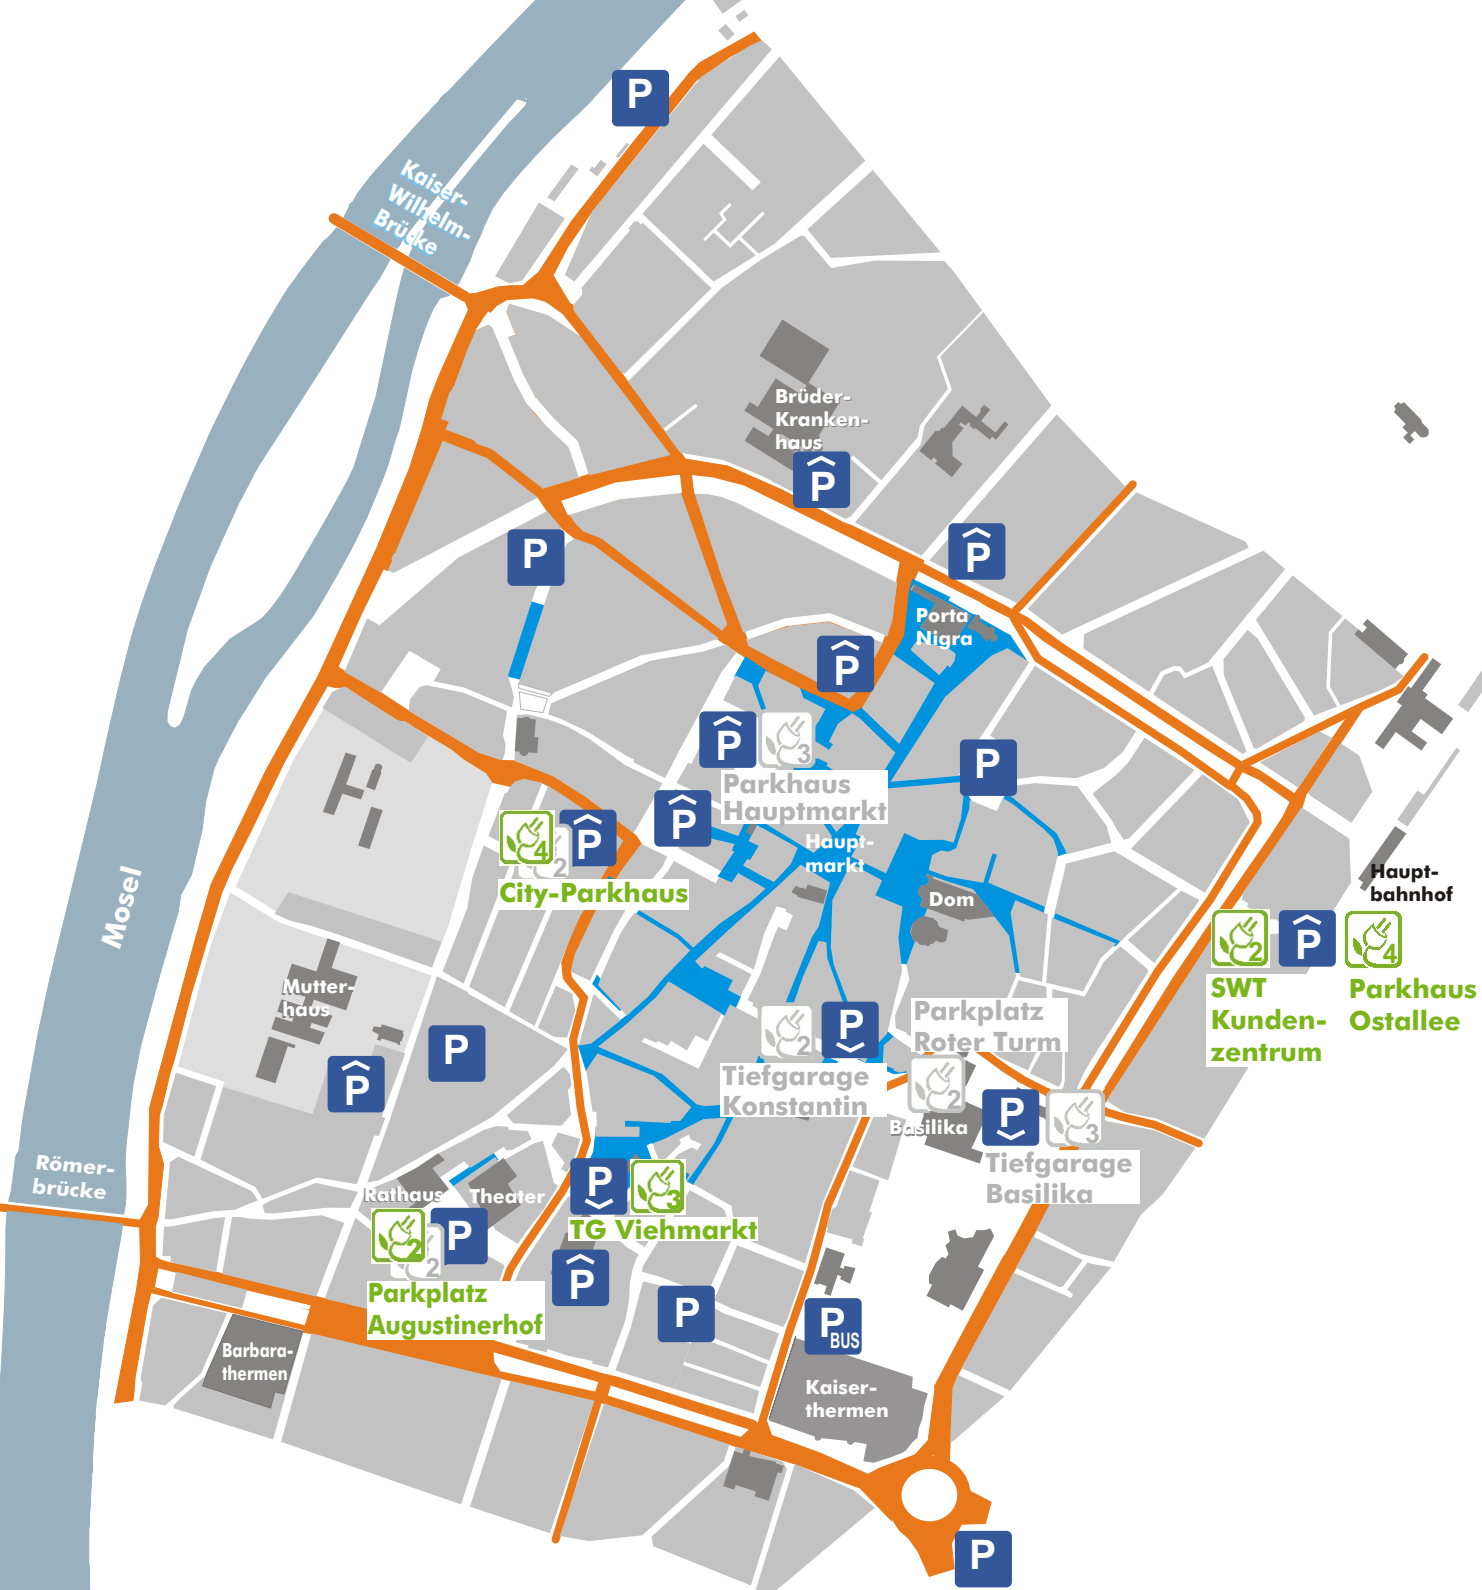 P
Kaiser-
Wilhelm-
Brücke
Brüder-
Kranken-
haus
P
P
P
Porta
Nigra
P
P
3
P
Parkhaus
Hauptmarkt
P
4
2
P
Haupt-
markt
City-Parkhaus
Dom
Mosel
Haupt-
bahnhof
2
P
4
SWT
Kunden-
zentrum
Parkhaus
Ostallee
Mutter-
haus
P
P
2
P
Parkplatz
Roter Turm
Tiefgarage
Konstantin
2
Basilika
P
3
Tiefgarage
Basilika
Römer-
brücke
Rathaus
Theater
P
3
TG Viehmarkt
2
2
P
Parkplatz
Augustinerhof
P
P
P
BUS
Barbara-
thermen
Kaiser-
thermen
P